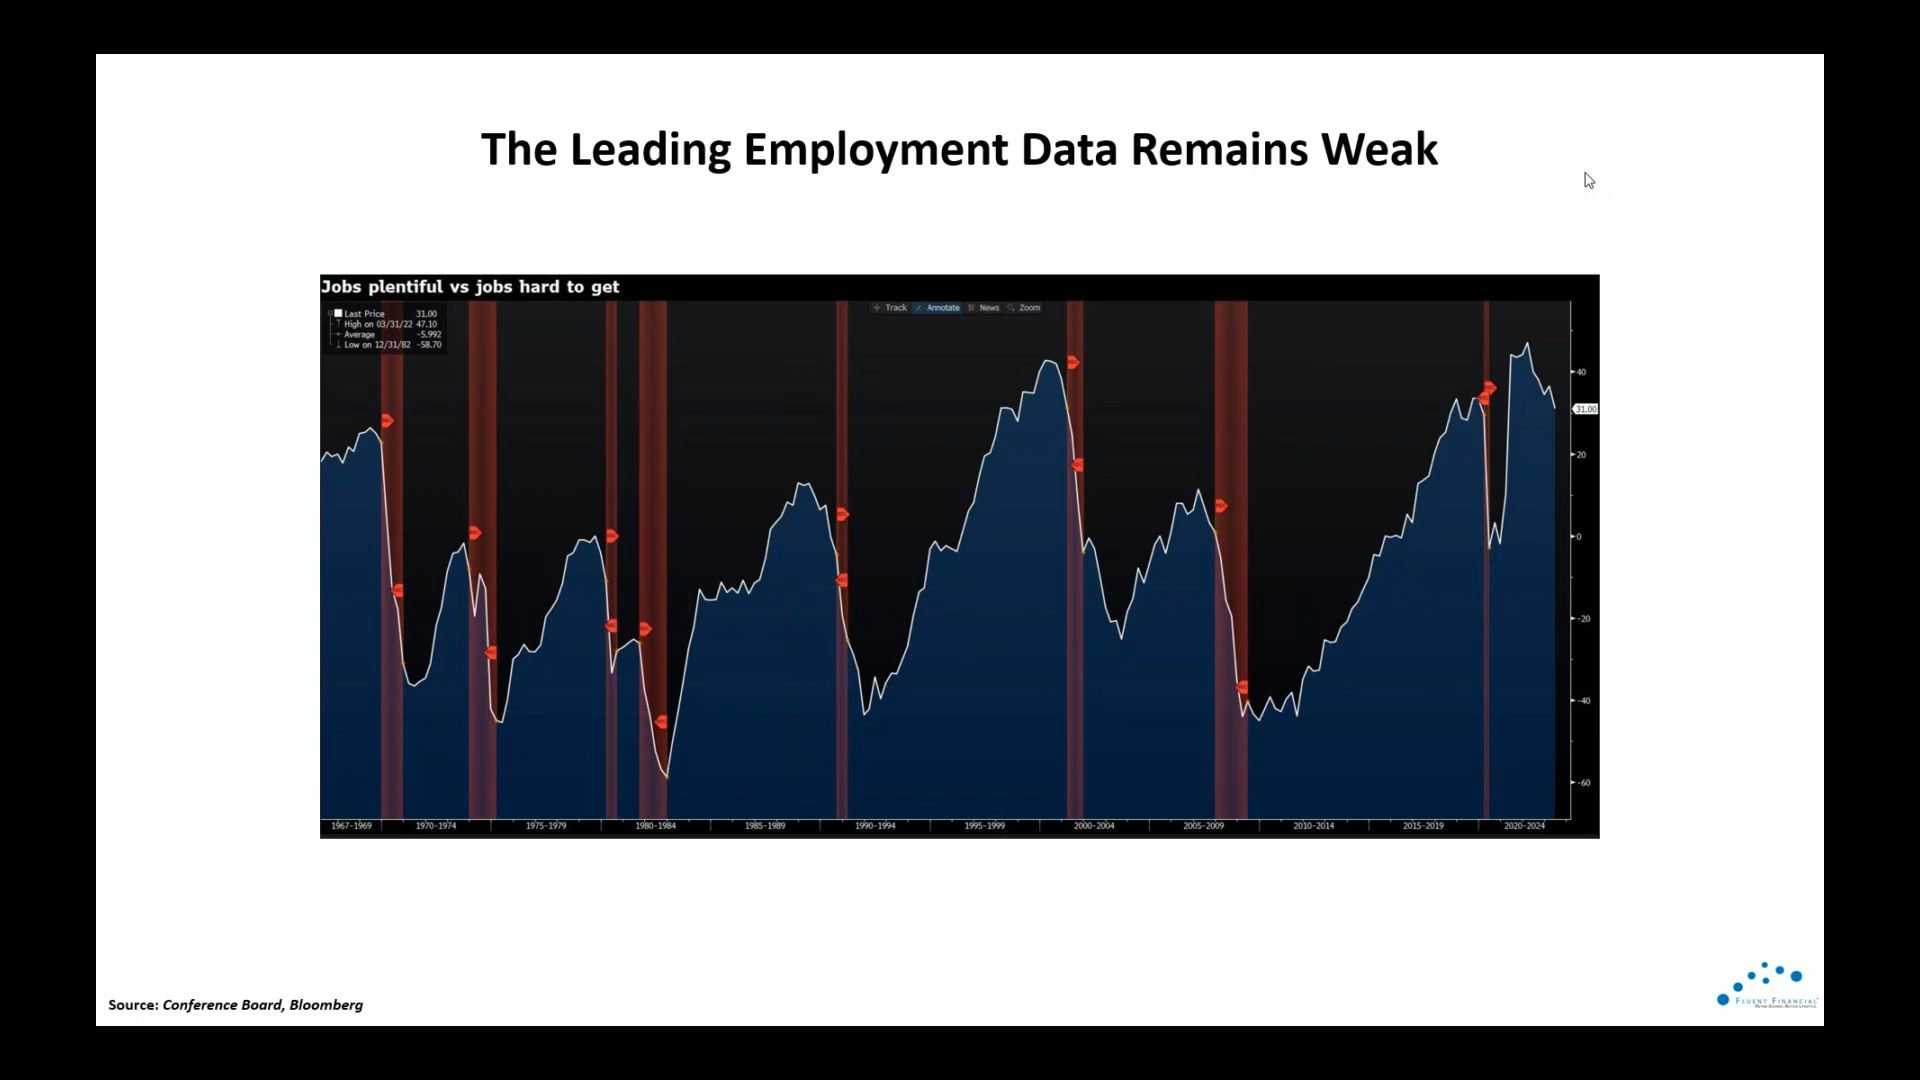 The Leading Employment Data Remains Weak
Jobs plentiful vs jobs hard to get
Last Price 31.00
High on 03/31/22 47.10
Average -5.992
Low on 12/31/82 -58.70
Track Annotate News Zoom
40
31.00
20
0
-20
-40
-60
1967-1969 1970-1974 1975-1979 1980-1984 1985-1989 1990-1994 1995-1999 2000-2004 2005-2009 2010-2014 2015-2019 2020-2024
Source: Conference Board, Bloomberg
FLUENT FINANCIAL